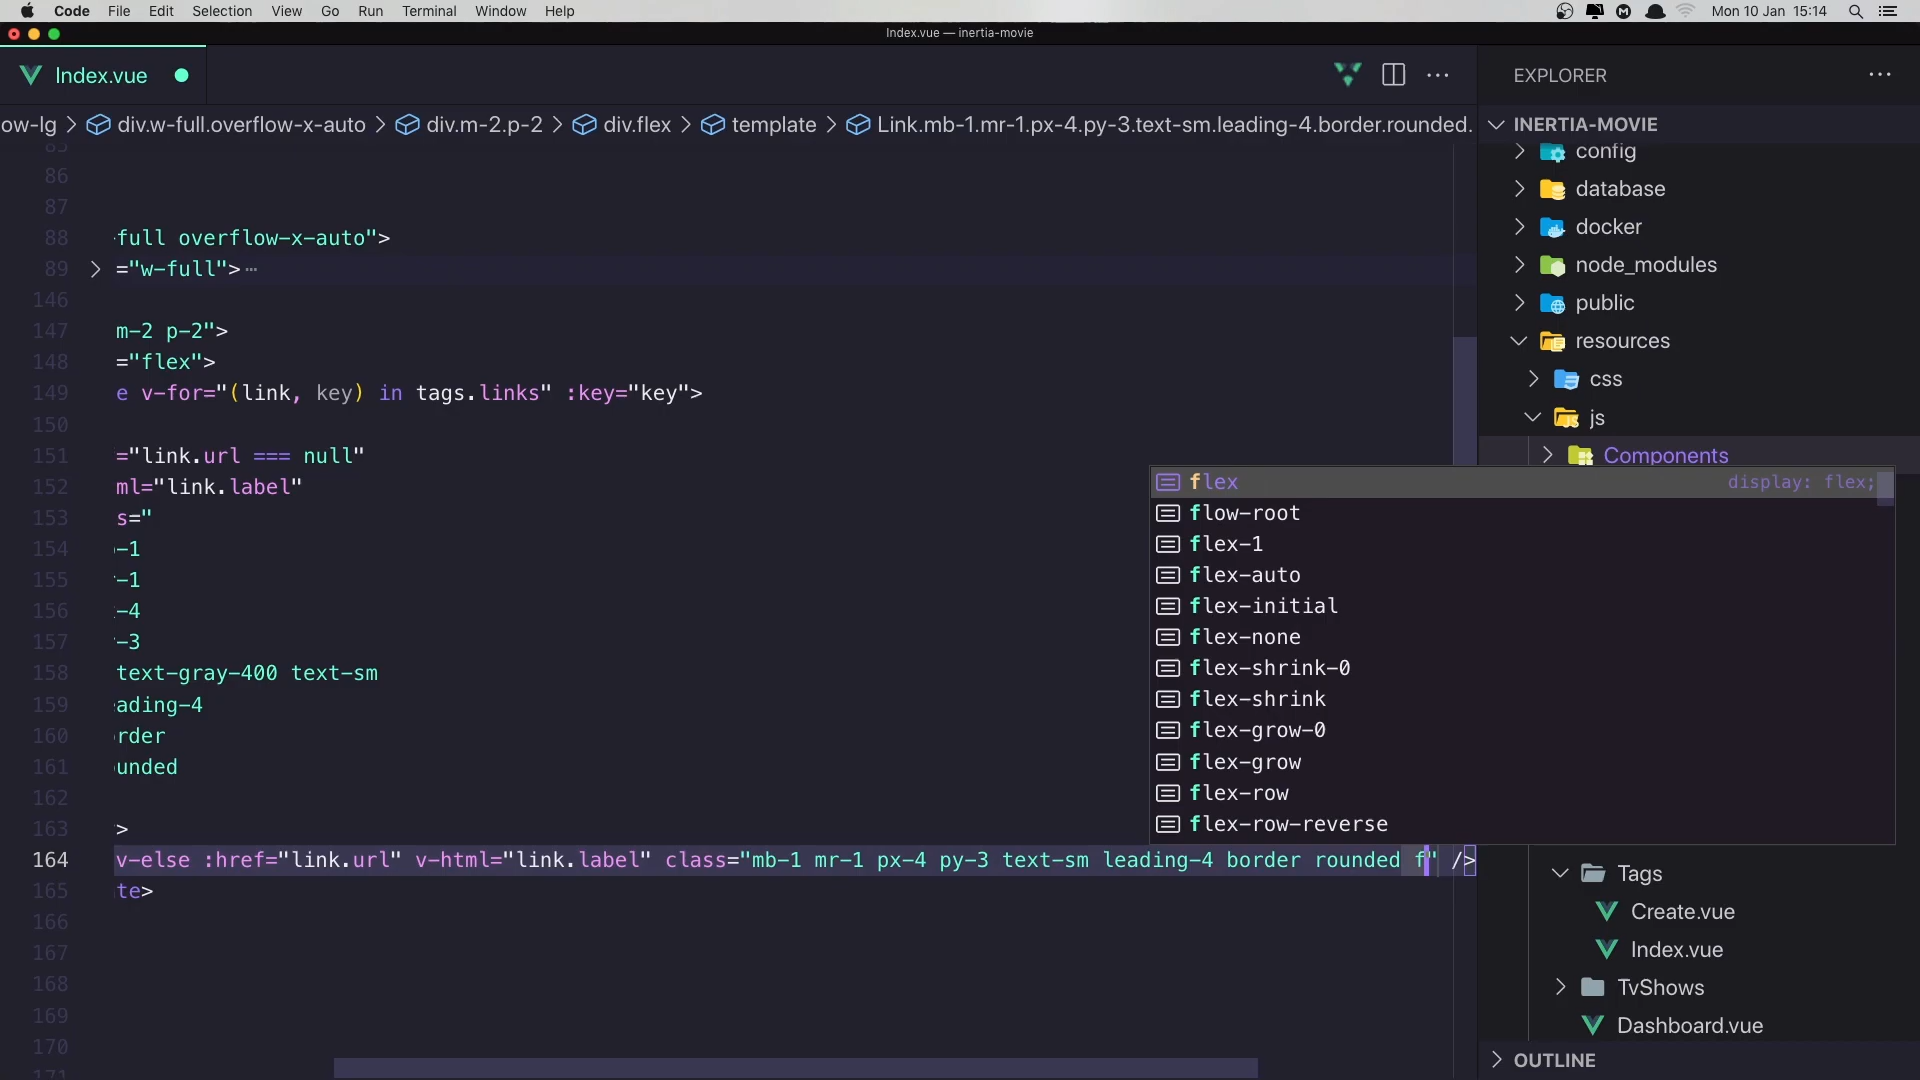 Code File Edit Selection View Go Run Terminal Window Help
Mon 10 Jan 15:14
Index.vue — inertia-movie
Index.vue
ow-lg > div.w-full.overflow-x-auto > div.m-2.p-2 > div.flex > template > Link.mb-1.mr-1.px-4.py-3.text-sm.leading-4.border.rounded.
85
86
87
88 full overflow-x-auto">
89 > ="w-full">⋯
146
147 m-2 p-2">
148 ="flex">
149 e v-for="(link, key) in tags.links" :key="key">
150
151 ="link.url === null"
152 ml="link.label"
153 s="
154 -1
155 -1
156 -4
157 -3
158 text-gray-400 text-sm
159 ading-4
160 rder
161 ounded
162
163 >
164 v-else :href="link.url" v-html="link.label" class="mb-1 mr-1 px-4 py-3 text-sm leading-4 border rounded f" />
165 te>
166
167
168
169
170
171
flex display: flex;
flow-root
flex-1
flex-auto
flex-initial
flex-none
flex-shrink-0
flex-shrink
flex-grow-0
flex-grow
flex-row
flex-row-reverse
EXPLORER
INERTIA-MOVIE
config
database
docker
node_modules
public
resources
css
js
Components
Tags
Create.vue
Index.vue
TvShows
Dashboard.vue
OUTLINE